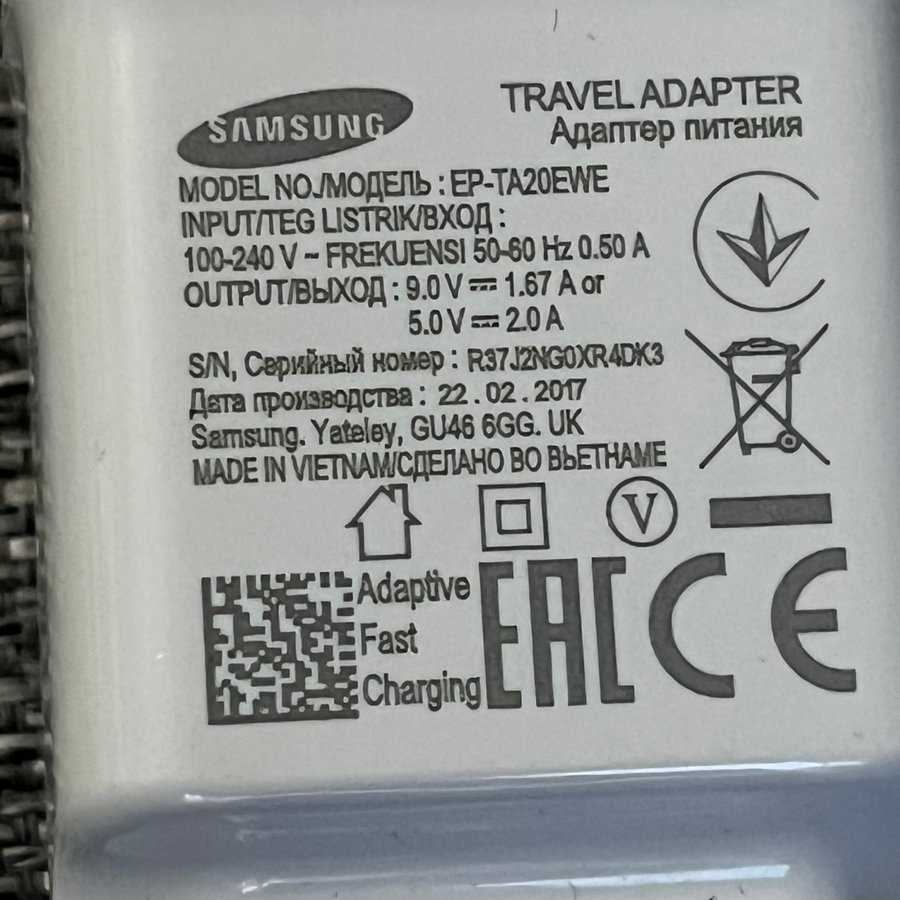 SAMSUNG
TRAVEL ADAPTER
Адаптер питания
MODEL NO./МОДЕЛЬ : EP-TA20EWE
INPUT/TEG LISTRIK/ВХОД :
100-240 V ~ FREKUENSI 50-60 Hz 0.50 A
OUTPUT/ВЫХОД : 9.0 V ⎓ 1.67 A or
5.0 V ⎓ 2.0 A
S/N, Серийный номер : R37J2NG0XR4DK3
Дата производства : 22.02.2017
Samsung. Yateley, GU46 6GG. UK
MADE IN VIETNAM/СДЕЛАНО ВО ВЬЕТНАМЕ
V
Adaptive
Fast
Charging
EAC CE